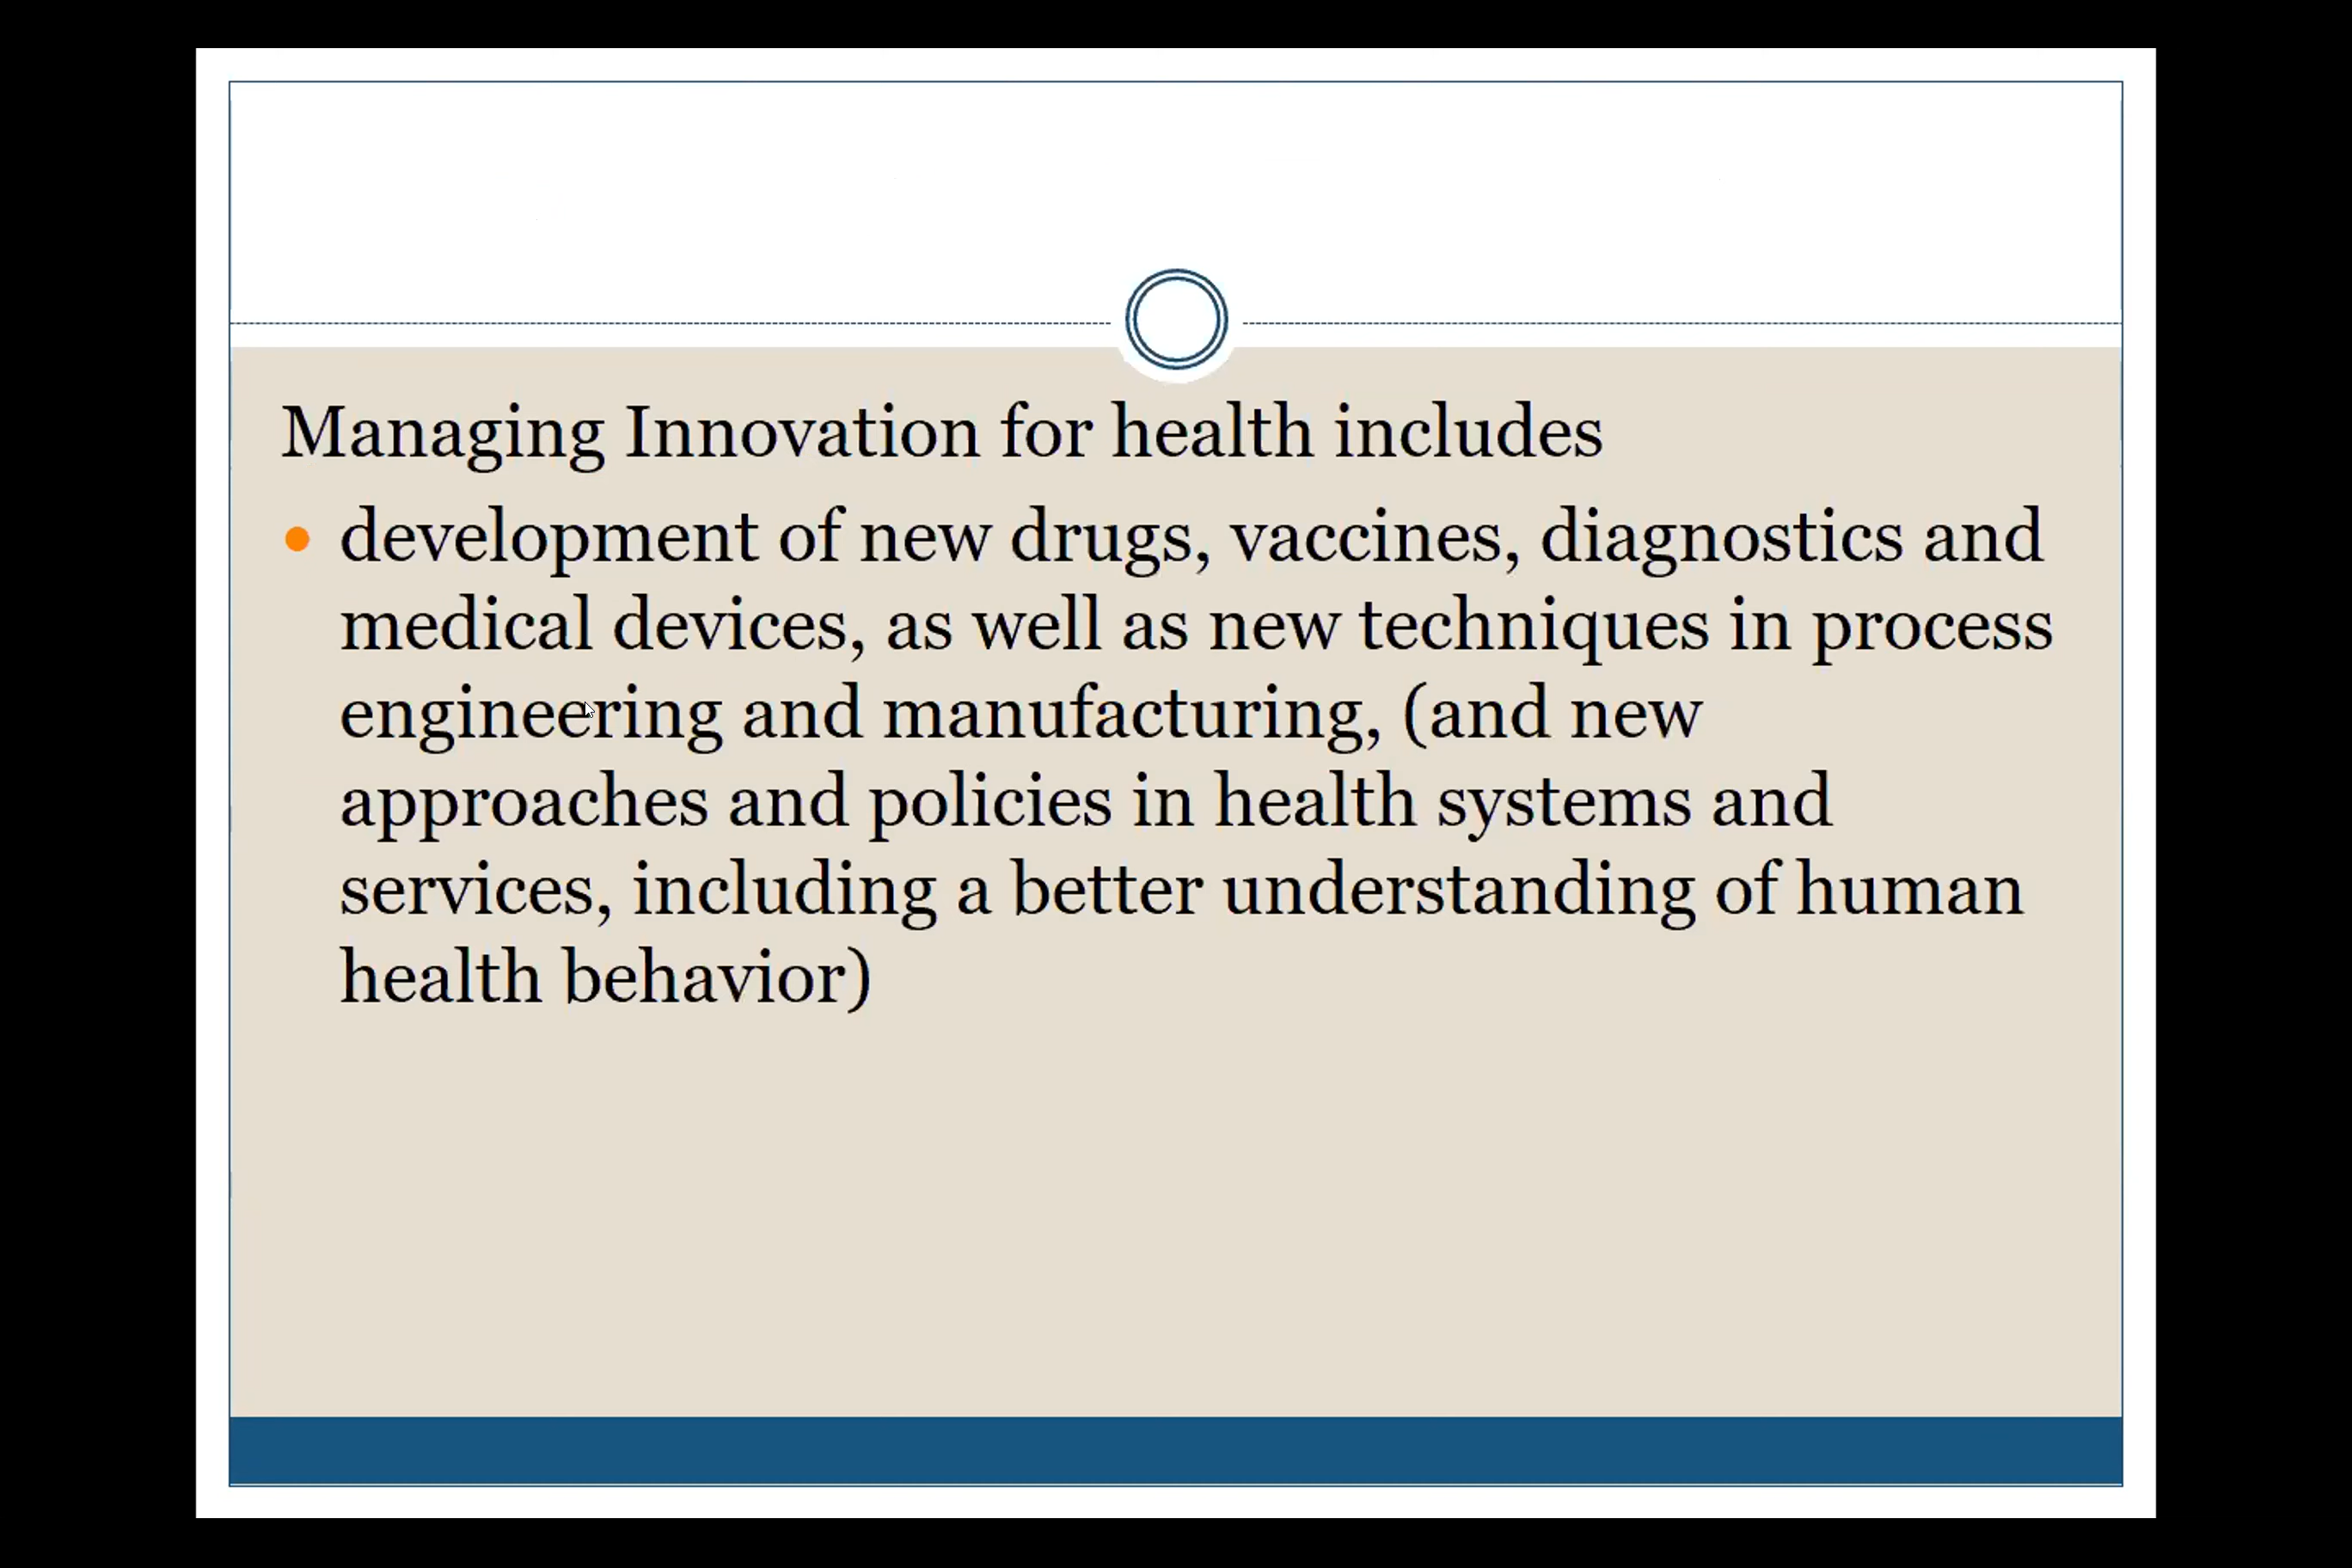 Managing Innovation for health includes
• development of new drugs, vaccines, diagnostics and
medical devices, as well as new techniques in process
engineering and manufacturing, (and new
approaches and policies in health systems and
services, including a better understanding of human
health behavior)